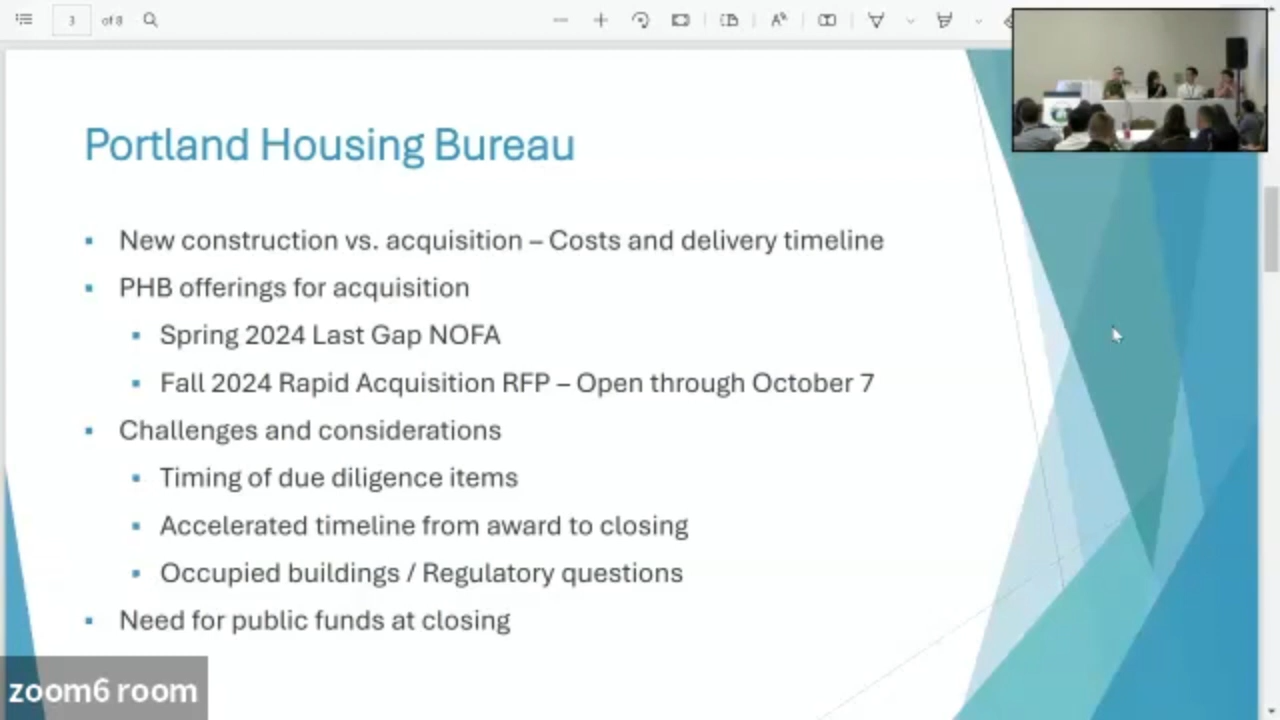 3 of 8
Portland Housing Bureau
New construction vs. acquisition – Costs and delivery timeline
PHB offerings for acquisition
Spring 2024 Last Gap NOFA
Fall 2024 Rapid Acquisition RFP – Open through October 7
Challenges and considerations
Timing of due diligence items
Accelerated timeline from award to closing
Occupied buildings / Regulatory questions
Need for public funds at closing
zoom6 room